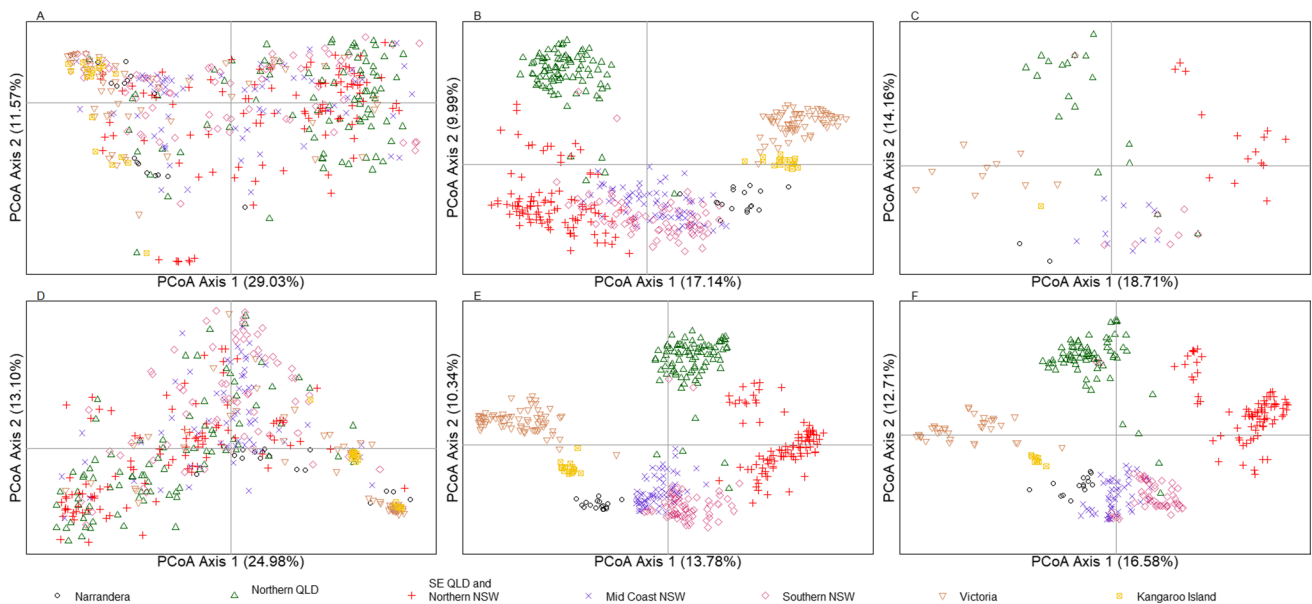 A
B
C
PCoA Axis 2 (11.57%)
PCoA Axis 2 (9.99%)
PCoA Axis 2 (14.16%)
PCoA Axis 1 (29.03%)
PCoA Axis 1 (17.14%)
PCoA Axis 1 (18.71%)
D
E
F
PCoA Axis 2 (13.10%)
PCoA Axis 2 (10.34%)
PCoA Axis 2 (12.71%)
PCoA Axis 1 (24.98%)
PCoA Axis 1 (13.78%)
PCoA Axis 1 (16.58%)
Narrandera
Northern QLD
SE QLD and
Northern NSW
Mid Coast NSW
Southern NSW
Victoria
Kangaroo Island